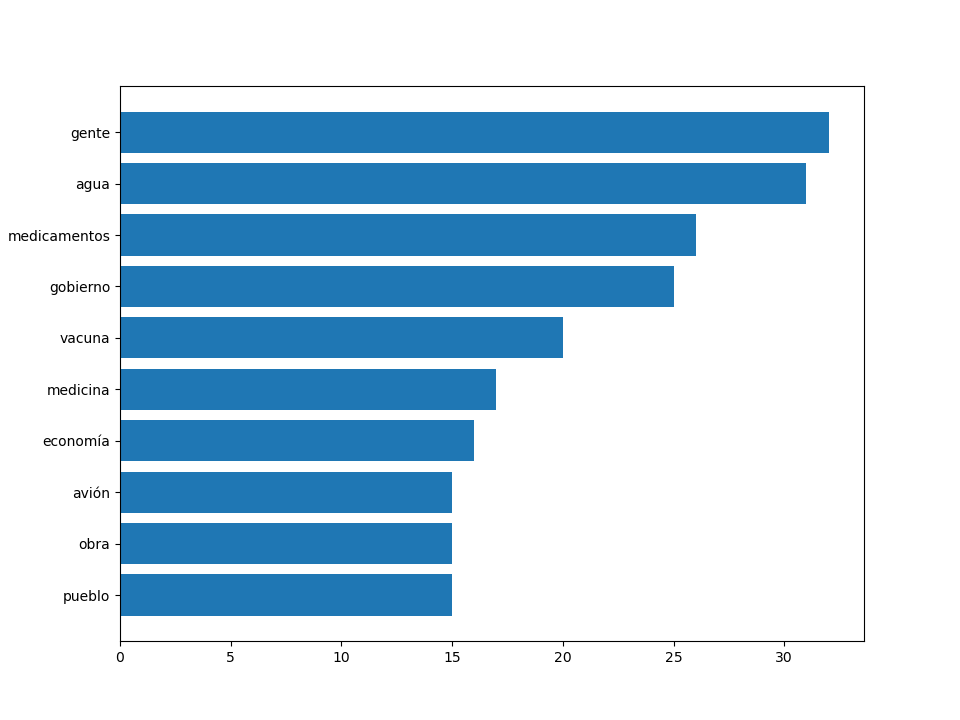 gente
agua
medicamentos
gobierno
vacuna
medicina
economía
avión
obra
pueblo
0 5 10 15 20 25 30